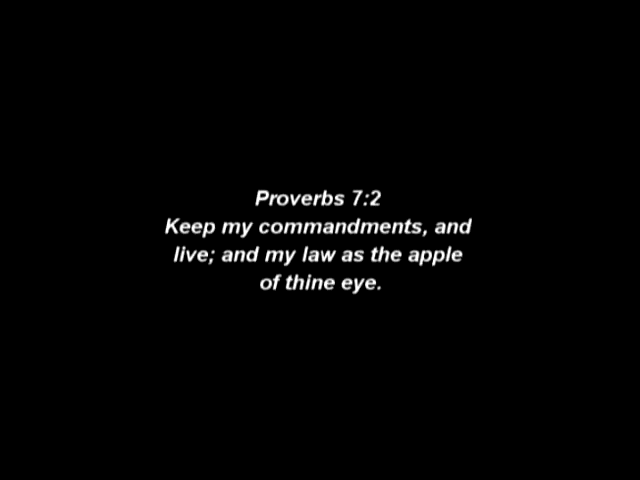 Proverbs 7:2
Keep my commandments, and
live; and my law as the apple
of thine eye.